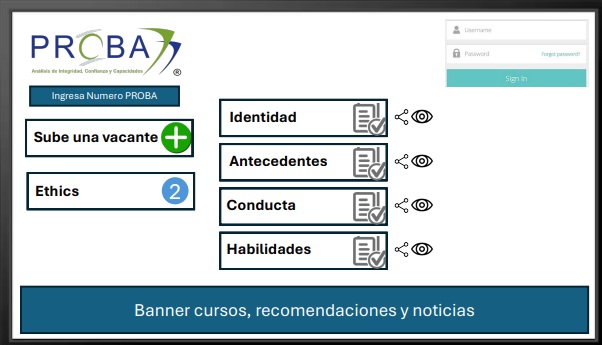 PROBA
Análisis de Integridad, Confianza y Capacidades
®
Username
Password
Forgot password?
Sign In
Ingresa Numero PROBA
Sube una vacante
Ethics
2
Identidad
Antecedentes
Conducta
Habilidades
Banner cursos, recomendaciones y noticias